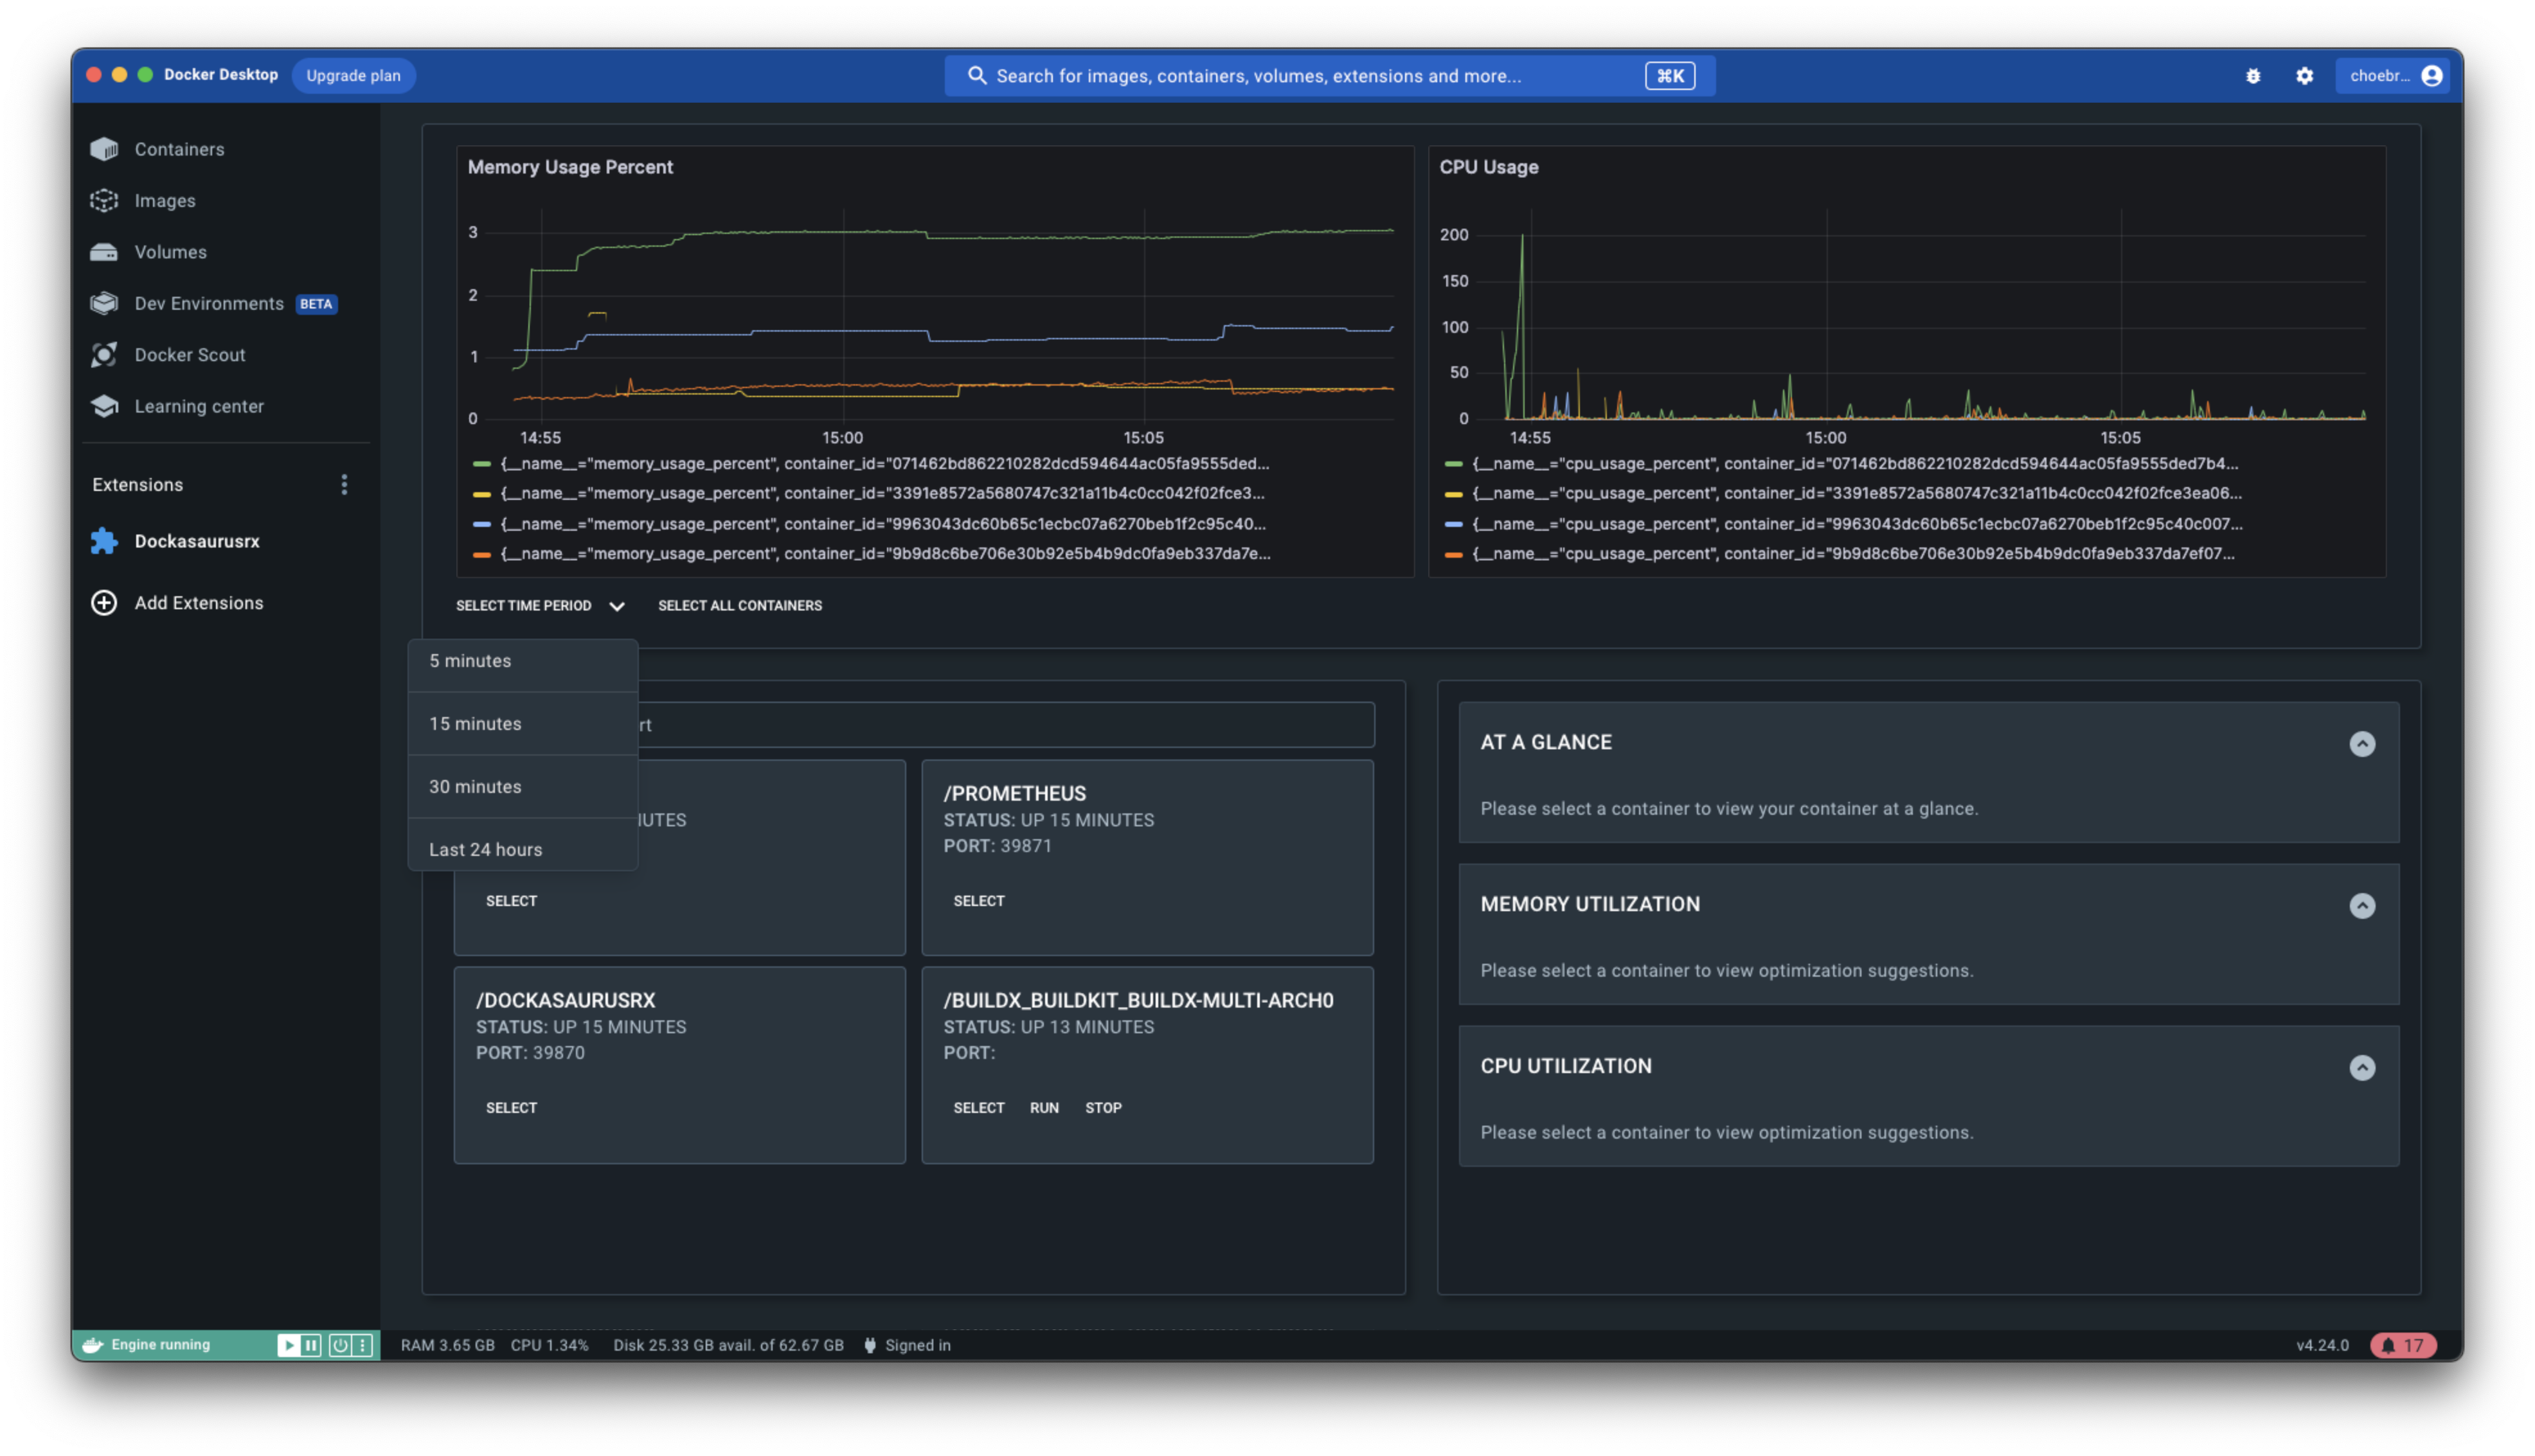 Docker Desktop Upgrade plan
Search for images, containers, volumes, extensions and more... ⌘K
choebr...
Containers
Images
Volumes
Dev Environments BETA
Docker Scout
Learning center
Extensions
Dockasaurusrx
Add Extensions
Memory Usage Percent
3
2
1
0
14:55 15:00 15:05
{__name__="memory_usage_percent", container_id="071462bd862210282dcd594644ac05fa9555ded...
{__name__="memory_usage_percent", container_id="3391e8572a5680747c321a11b4c0cc042f02fce3...
{__name__="memory_usage_percent", container_id="9963043dc60b65c1ecbc07a6270beb1f2c95c40...
{__name__="memory_usage_percent", container_id="9b9d8c6be706e30b92e5b4b9dc0fa9eb337da7e...
CPU Usage
200
150
100
50
0
14:55 15:00 15:05
{__name__="cpu_usage_percent", container_id="071462bd862210282dcd594644ac05fa9555ded7b4...
{__name__="cpu_usage_percent", container_id="3391e8572a5680747c321a11b4c0cc042f02fce3ea06...
{__name__="cpu_usage_percent", container_id="9963043dc60b65c1ecbc07a6270beb1f2c95c40c007...
{__name__="cpu_usage_percent", container_id="9b9d8c6be706e30b92e5b4b9dc0fa9eb337da7ef07...
SELECT TIME PERIOD SELECT ALL CONTAINERS
5 minutes
15 minutes
30 minutes
Last 24 hours
SELECT
/PROMETHEUS
STATUS: UP 15 MINUTES
PORT: 39871
SELECT
/DOCKASAURUSRX
STATUS: UP 15 MINUTES
PORT: 39870
SELECT
/BUILDX_BUILDKIT_BUILDX-MULTI-ARCH0
STATUS: UP 13 MINUTES
PORT:
SELECT RUN STOP
AT A GLANCE
Please select a container to view your container at a glance.
MEMORY UTILIZATION
Please select a container to view optimization suggestions.
CPU UTILIZATION
Please select a container to view optimization suggestions.
Engine running
RAM 3.65 GB CPU 1.34% Disk 25.33 GB avail. of 62.67 GB Signed in
v4.24.0 17